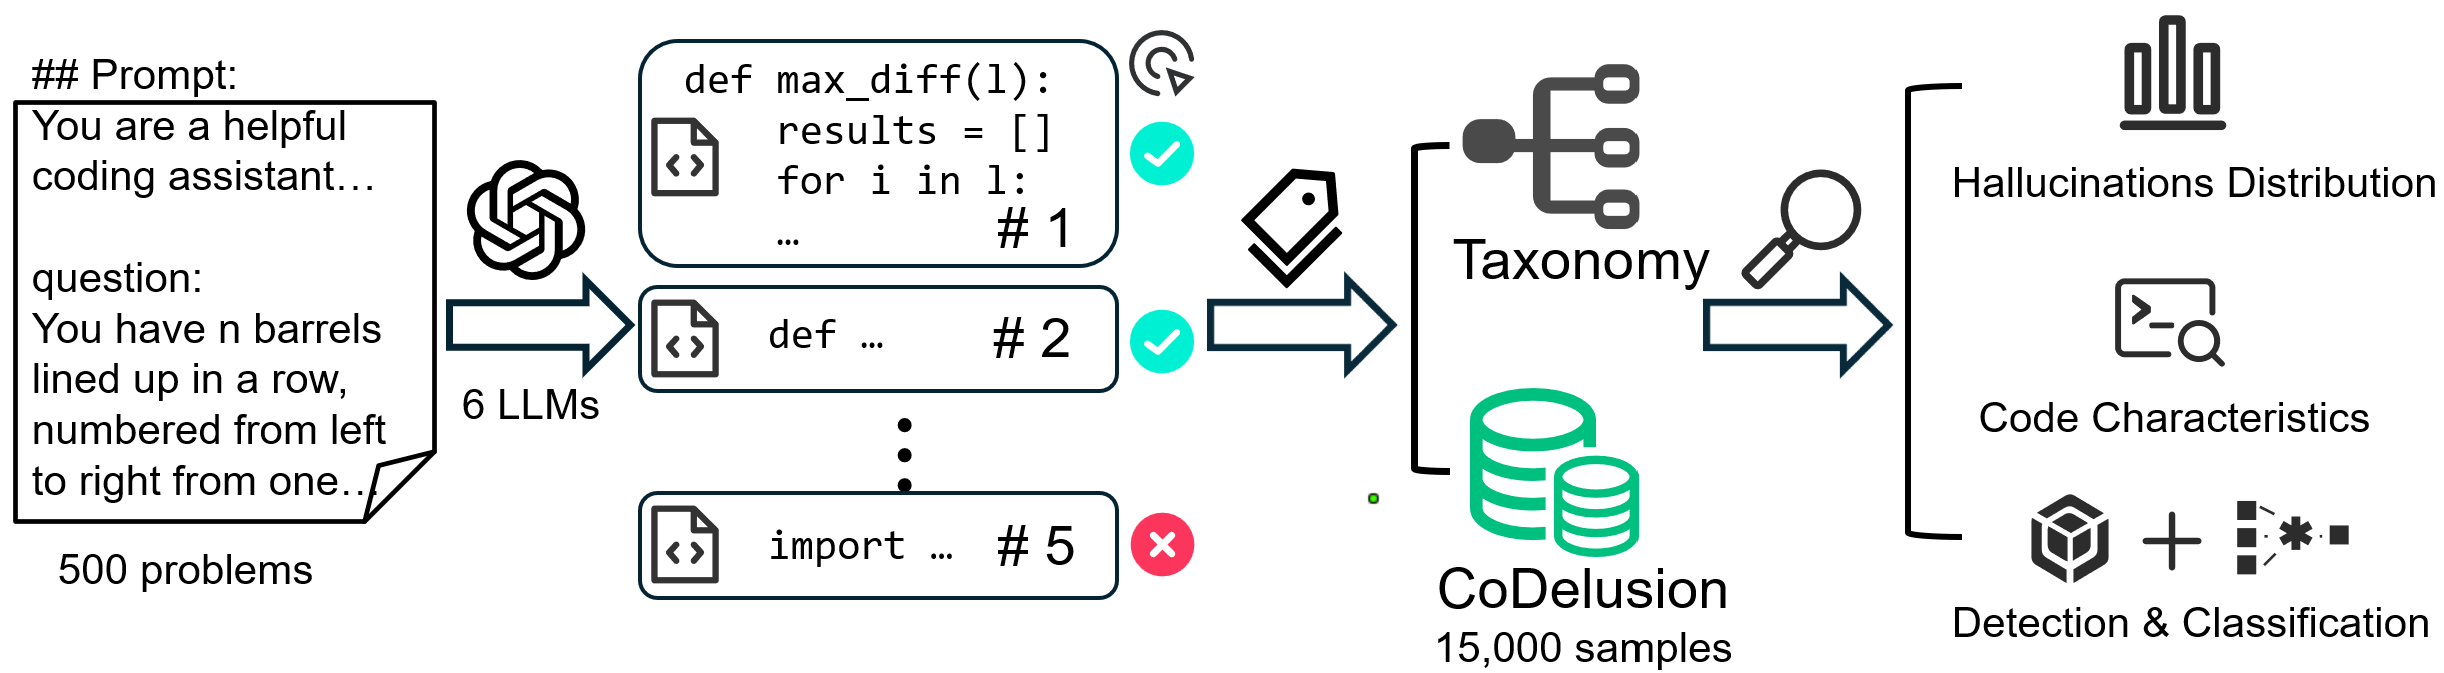 ## Prompt:
You are a helpful
coding assistant…
question:
You have n barrels
lined up in a row,
numbered from left
to right from one…
500 problems
6 LLMs
def max_diff(l):
results = []
for i in l:
…
# 1
def …
# 2
import …
# 5
Taxonomy
CoDelusion
15,000 samples
Hallucinations Distribution
Code Characteristics
Detection & Classification